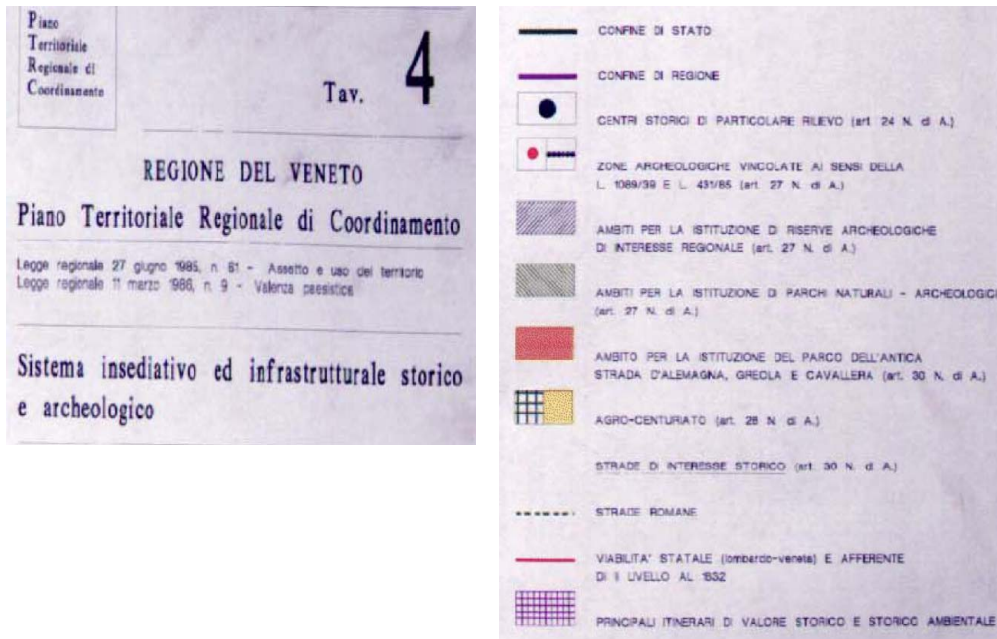 Piano
Territoriale
Regionale di
Coordinamento
Tav. 4
REGIONE DEL VENETO
Piano Territoriale Regionale di Coordinamento
Legge regionale 27 giugno 1985, n. 61 - Assetto e uso del territorio
Legge regionale 11 marzo 1986, n. 9 - Valenza paesistica
Sistema insediativo ed infrastrutturale storico
e archeologico
CONFINE DI STATO
CONFINE DI REGIONE
CENTRI STORICI DI PARTICOLARE RILIEVO (art. 24 N. di A.)
ZONE ARCHEOLOGICHE VINCOLATE AI SENSI DELLA
L. 1089/39 E L. 431/85 (art. 27 N. di A.)
AMBITI PER LA ISTITUZIONE DI RISERVE ARCHEOLOGICHE
DI INTERESSE REGIONALE (art. 27 N. di A.)
AMBITI PER LA ISTITUZIONE DI PARCHI NATURALI - ARCHEOLOGICI
(art. 27 N. di A.)
AMBITO PER LA ISTITUZIONE DEL PARCO DELL'ANTICA
STRADA D'ALEMAGNA, GREOLA E CAVALLERA (art. 30 N. di A.)
AGRO-CENTURIATO (art. 28 N. di A.)
STRADE DI INTERESSE STORICO (art. 30 N. di A.)
STRADE ROMANE
VIABILITA' STATALE (lombardo-veneta) E AFFERENTE
DI II LIVELLO AL 1832
PRINCIPALI ITINERARI DI VALORE STORICO E STORICO AMBIENTALE